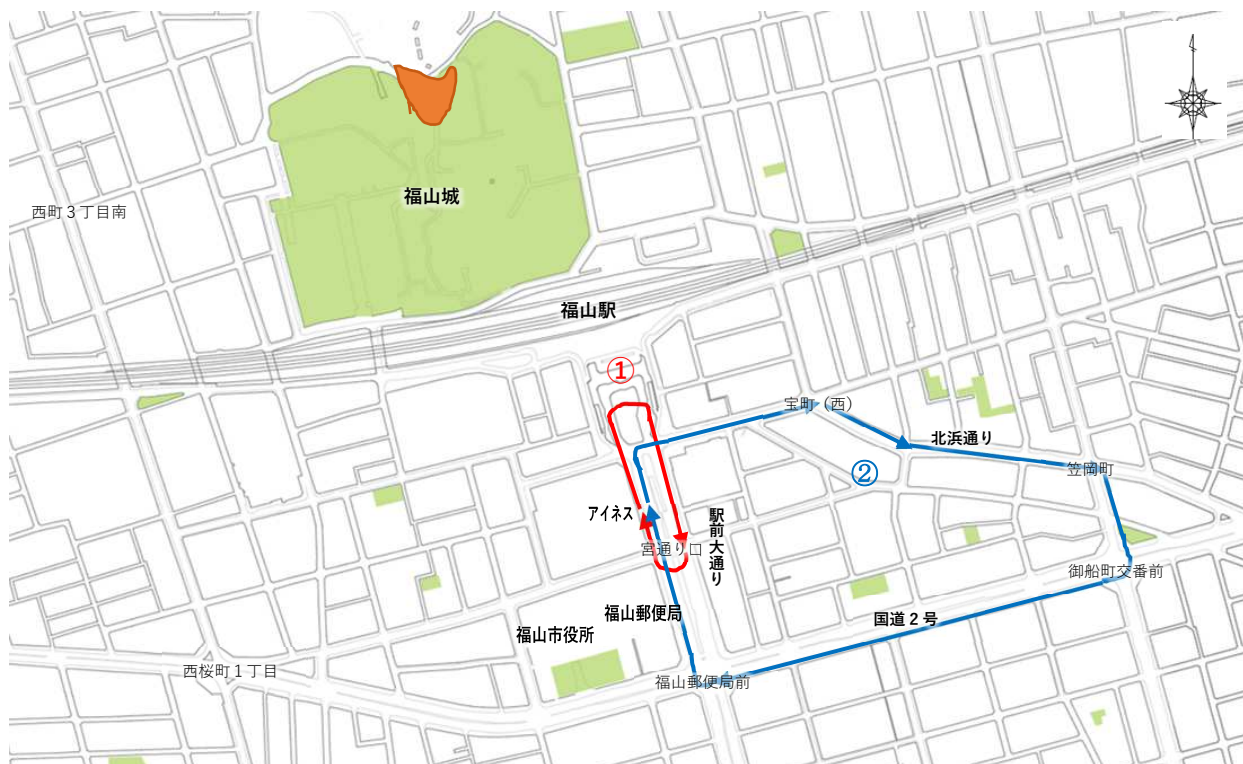 福山城
西町３丁目南
福山駅
①
宝町（西）
北浜通り
笠岡町
②
アイネス
駅前大通り
宮通り口
御船町交番前
福山郵便局
国道２号
福山市役所
西桜町１丁目
福山郵便局前